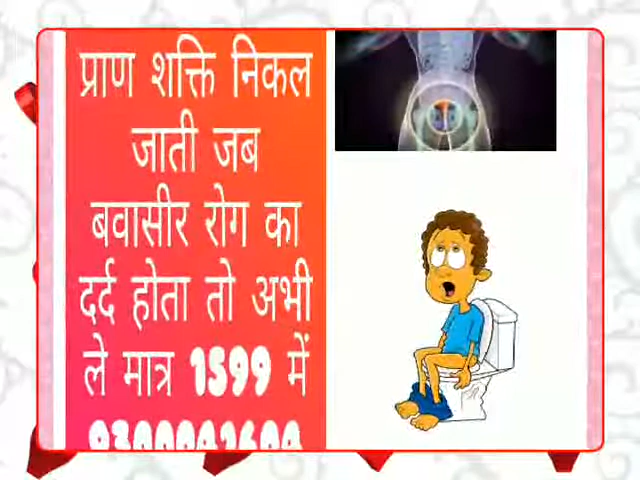 प्राण शक्ति निकल
जाती जब
बवासीर रोग का
दर्द होता तो अभी
ले मात्र 1599 में